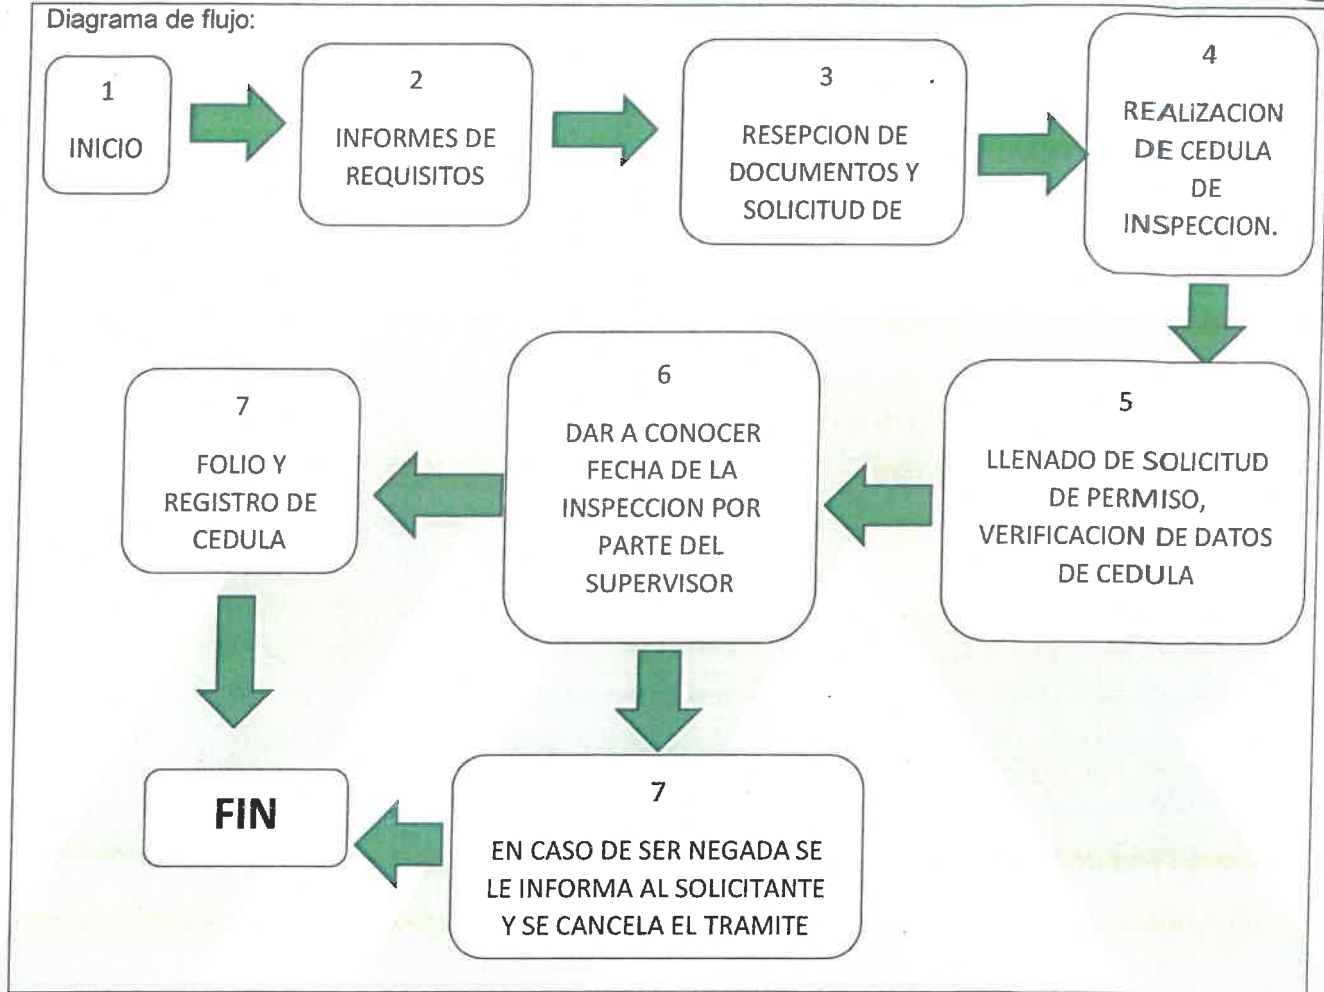 Diagrama de flujo:
1
INICIO
2
INFORMES DE
REQUISITOS
3
RESEPCION DE
DOCUMENTOS Y
SOLICITUD DE
4
REALIZACION
DE CEDULA
DE
INSPECCION.
5
LLENADO DE SOLICITUD
DE PERMISO,
VERIFICACION DE DATOS
DE CEDULA
6
DAR A CONOCER
FECHA DE LA
INSPECCION POR
PARTE DEL
SUPERVISOR
7
FOLIO Y
REGISTRO DE
CEDULA
7
EN CASO DE SER NEGADA SE
LE INFORMA AL SOLICITANTE
Y SE CANCELA EL TRAMITE
FIN